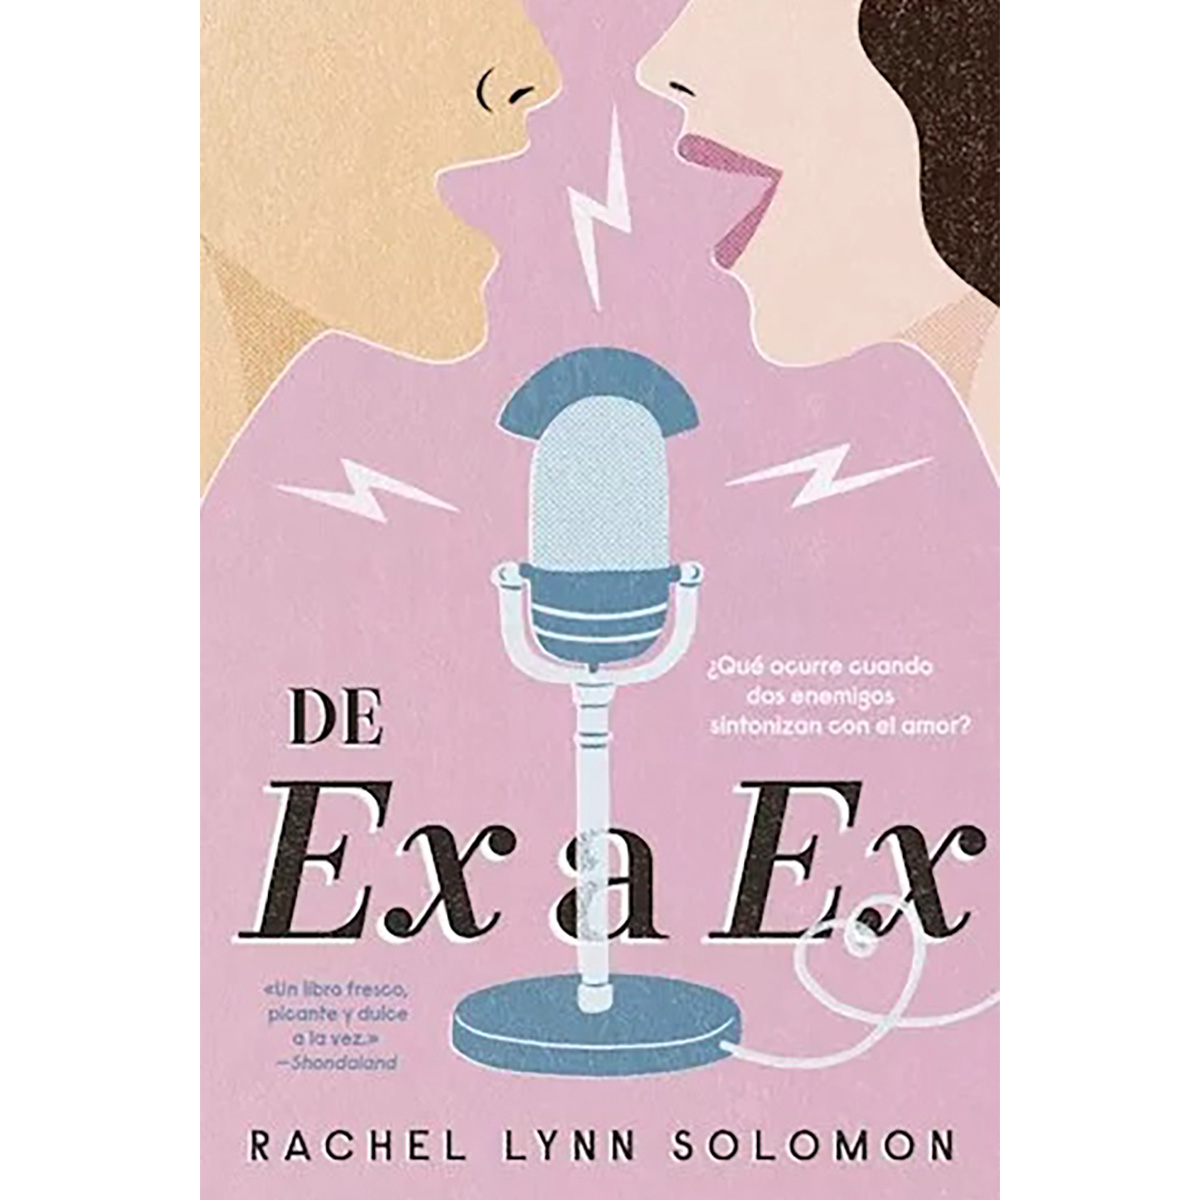 ¿Qué ocurre cuando
dos enemigos
sintonizan con el amor?
DE
Ex a Ex
«Un libro fresco,
picante y dulce
a la vez.»
—Shondaland
RACHEL LYNN SOLOMON